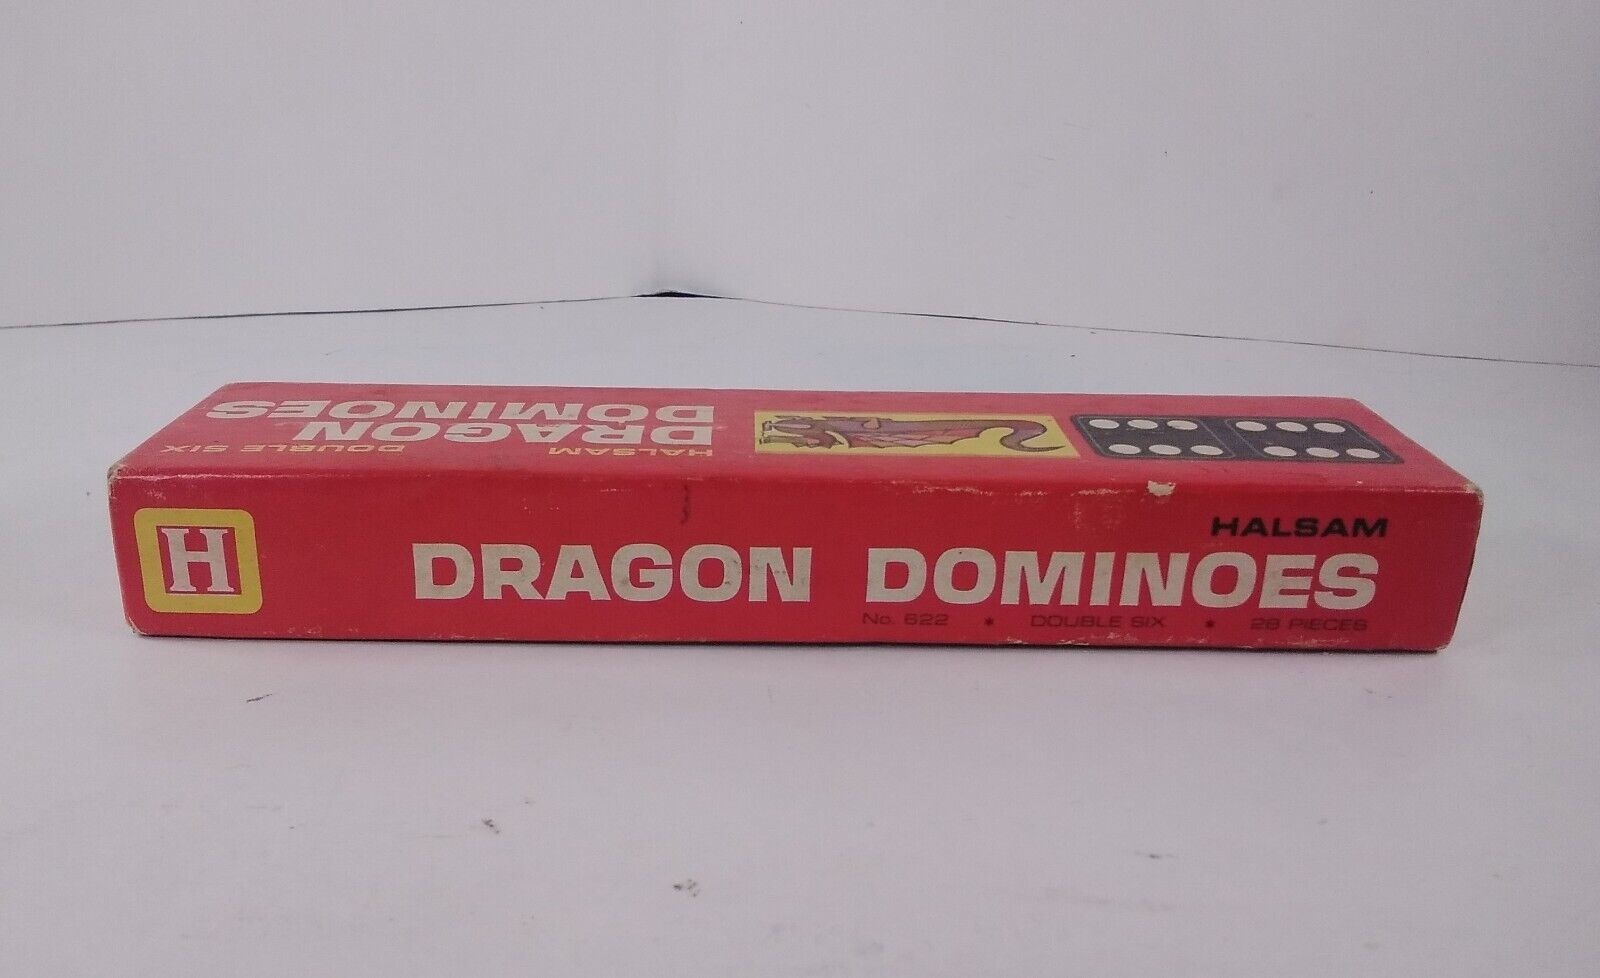 HALSAM
DOUBLE SIX
DRAGON
DOMINOES
H
HALSAM
DRAGON DOMINOES
No. 622 * DOUBLE SIX * 28 PIECES